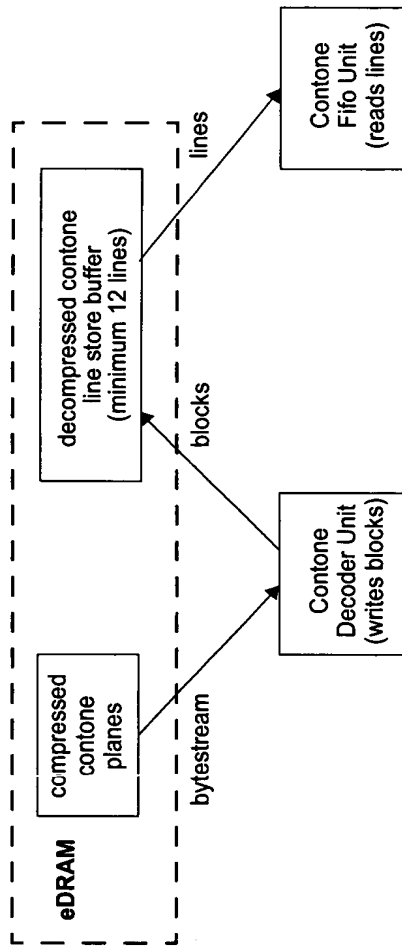 eDRAM
compressed
contone
planes
decompressed contone
line store buffer
(minimum 12 lines)
bytestream
blocks
lines
Contone
Decoder Unit
(writes blocks)
Contone
Fifo Unit
(reads lines)